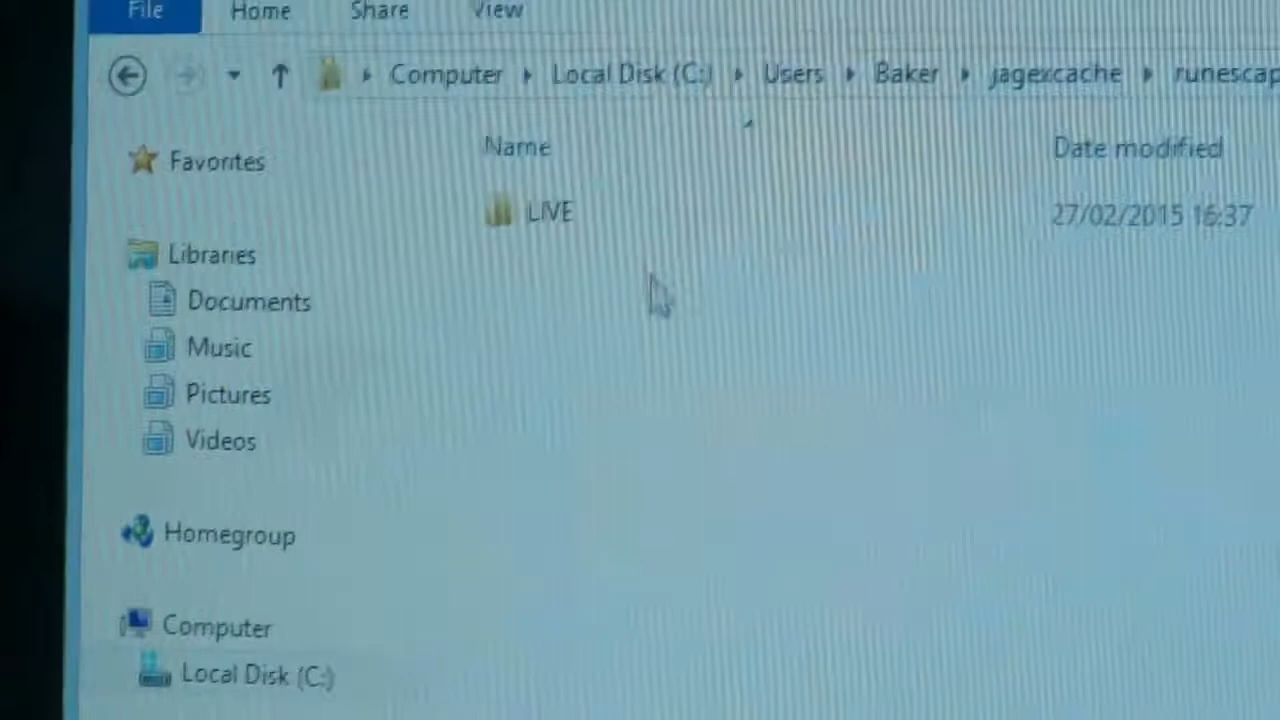 File Home Share View
Computer Local Disk (C:) Users Baker jagexcache runescap
Name Date modified
LIVE 27/02/2015 16:37
Favorites
Libraries
Documents
Music
Pictures
Videos
Homegroup
Computer
Local Disk (C:)